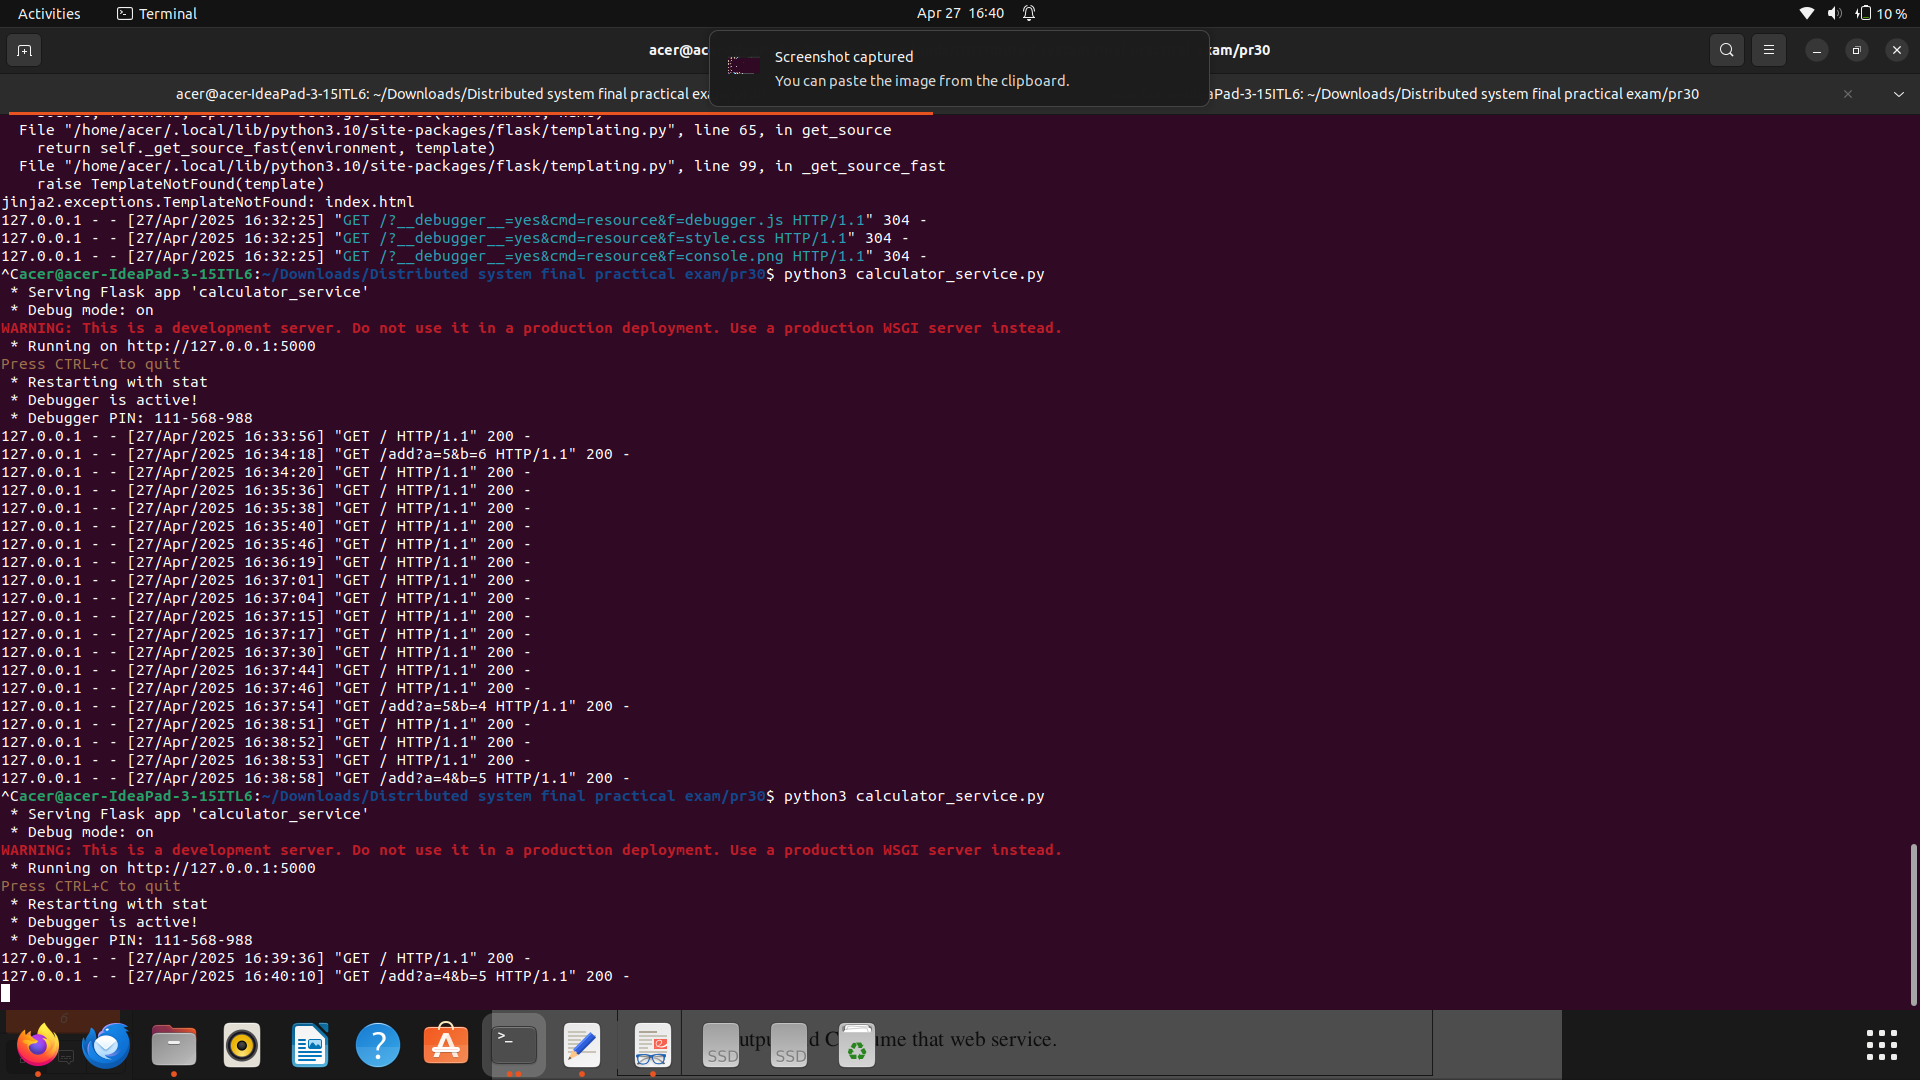 Activities
Terminal
Apr 27 16:40
10 %
acer@ac
am/pr30
Screenshot captured
You can paste the image from the clipboard.
acer@acer-IdeaPad-3-15ITL6: ~/Downloads/Distributed system final practical exa
aPad-3-15ITL6: ~/Downloads/Distributed system final practical exam/pr30
File "/home/acer/.local/lib/python3.10/site-packages/flask/templating.py", line 65, in get_source
return self._get_source_fast(environment, template)
File "/home/acer/.local/lib/python3.10/site-packages/flask/templating.py", line 99, in _get_source_fast
raise TemplateNotFound(template)
jinja2.exceptions.TemplateNotFound: index.html
127.0.0.1 - - [27/Apr/2025 16:32:25] "GET /?__debugger__=yes&cmd=resource&f=debugger.js HTTP/1.1" 304 -
127.0.0.1 - - [27/Apr/2025 16:32:25] "GET /?__debugger__=yes&cmd=resource&f=style.css HTTP/1.1" 304 -
127.0.0.1 - - [27/Apr/2025 16:32:25] "GET /?__debugger__=yes&cmd=resource&f=console.png HTTP/1.1" 304 -
^Cacer@acer-IdeaPad-3-15ITL6:~/Downloads/Distributed system final practical exam/pr30$ python3 calculator_service.py
* Serving Flask app 'calculator_service'
* Debug mode: on
WARNING: This is a development server. Do not use it in a production deployment. Use a production WSGI server instead.
* Running on http://127.0.0.1:5000
Press CTRL+C to quit
* Restarting with stat
* Debugger is active!
* Debugger PIN: 111-568-988
127.0.0.1 - - [27/Apr/2025 16:33:56] "GET / HTTP/1.1" 200 -
127.0.0.1 - - [27/Apr/2025 16:34:18] "GET /add?a=5&b=6 HTTP/1.1" 200 -
127.0.0.1 - - [27/Apr/2025 16:34:20] "GET / HTTP/1.1" 200 -
127.0.0.1 - - [27/Apr/2025 16:35:36] "GET / HTTP/1.1" 200 -
127.0.0.1 - - [27/Apr/2025 16:35:38] "GET / HTTP/1.1" 200 -
127.0.0.1 - - [27/Apr/2025 16:35:40] "GET / HTTP/1.1" 200 -
127.0.0.1 - - [27/Apr/2025 16:35:46] "GET / HTTP/1.1" 200 -
127.0.0.1 - - [27/Apr/2025 16:36:19] "GET / HTTP/1.1" 200 -
127.0.0.1 - - [27/Apr/2025 16:37:01] "GET / HTTP/1.1" 200 -
127.0.0.1 - - [27/Apr/2025 16:37:04] "GET / HTTP/1.1" 200 -
127.0.0.1 - - [27/Apr/2025 16:37:15] "GET / HTTP/1.1" 200 -
127.0.0.1 - - [27/Apr/2025 16:37:17] "GET / HTTP/1.1" 200 -
127.0.0.1 - - [27/Apr/2025 16:37:30] "GET / HTTP/1.1" 200 -
127.0.0.1 - - [27/Apr/2025 16:37:44] "GET / HTTP/1.1" 200 -
127.0.0.1 - - [27/Apr/2025 16:37:46] "GET / HTTP/1.1" 200 -
127.0.0.1 - - [27/Apr/2025 16:37:54] "GET /add?a=5&b=4 HTTP/1.1" 200 -
127.0.0.1 - - [27/Apr/2025 16:38:51] "GET / HTTP/1.1" 200 -
127.0.0.1 - - [27/Apr/2025 16:38:52] "GET / HTTP/1.1" 200 -
127.0.0.1 - - [27/Apr/2025 16:38:53] "GET / HTTP/1.1" 200 -
127.0.0.1 - - [27/Apr/2025 16:38:58] "GET /add?a=4&b=5 HTTP/1.1" 200 -
^Cacer@acer-IdeaPad-3-15ITL6:~/Downloads/Distributed system final practical exam/pr30$ python3 calculator_service.py
* Serving Flask app 'calculator_service'
* Debug mode: on
WARNING: This is a development server. Do not use it in a production deployment. Use a production WSGI server instead.
* Running on http://127.0.0.1:5000
Press CTRL+C to quit
* Restarting with stat
* Debugger is active!
* Debugger PIN: 111-568-988
127.0.0.1 - - [27/Apr/2025 16:39:36] "GET / HTTP/1.1" 200 -
127.0.0.1 - - [27/Apr/2025 16:40:10] "GET /add?a=4&b=5 HTTP/1.1" 200 -
SSD
SSD
that web service.